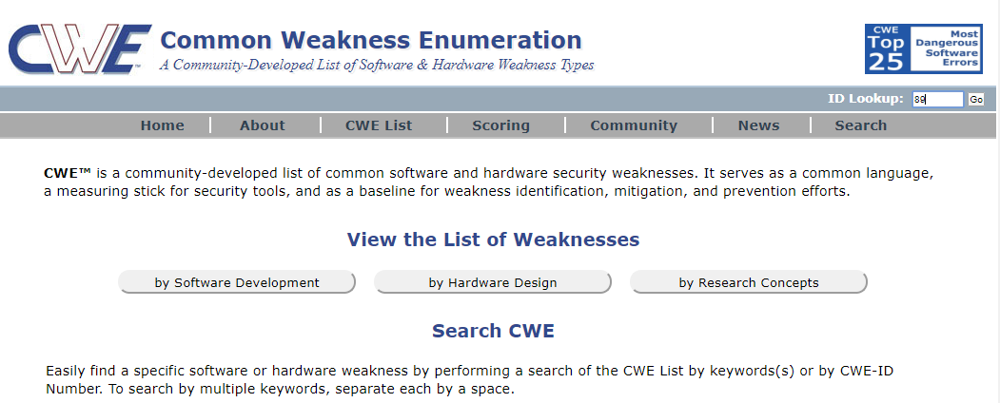 CWE™
Common Weakness Enumeration
A Community-Developed List of Software & Hardware Weakness Types
CWE
Top
25
Most
Dangerous
Software
Errors
ID Lookup: 89 Go
Home About CWE List Scoring Community News Search
CWE™ is a community-developed list of common software and hardware security weaknesses. It serves as a common language,
a measuring stick for security tools, and as a baseline for weakness identification, mitigation, and prevention efforts.
View the List of Weaknesses
by Software Development by Hardware Design by Research Concepts
Search CWE
Easily find a specific software or hardware weakness by performing a search of the CWE List by keywords(s) or by CWE-ID
Number. To search by multiple keywords, separate each by a space.